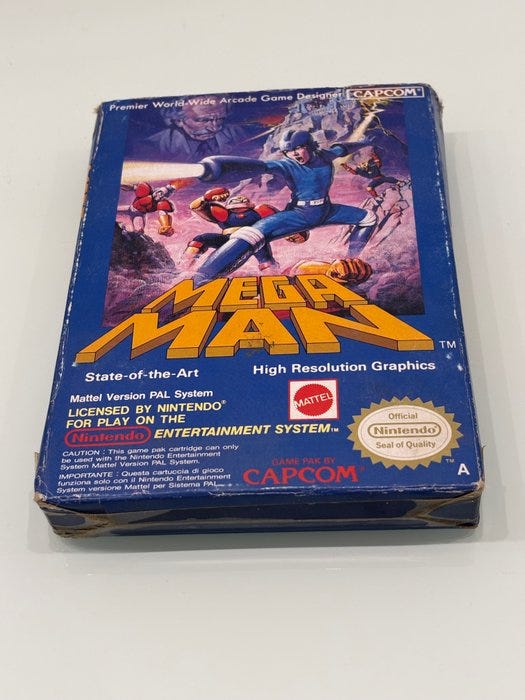 Premier World-Wide Arcade Game Designer CAPCOM®
MEGA
MAN™
State-of-the-Art High Resolution Graphics
Mattel Version PAL System
LICENSED BY NINTENDO®
FOR PLAY ON THE
Nintendo ENTERTAINMENT SYSTEM™
MATTEL
CAUTION : This game pak cartridge can only
be used with the Nintendo Entertainment
System Mattel Version PAL System.
IMPORTANTE : Questa cartuccia di gioco
funziona solo con il Nintendo Entertainment
System versione Mattel per Sistema PAL.
GAME PAK BY
CAPCOM®
Official
Nintendo®
Seal of Quality
™ A